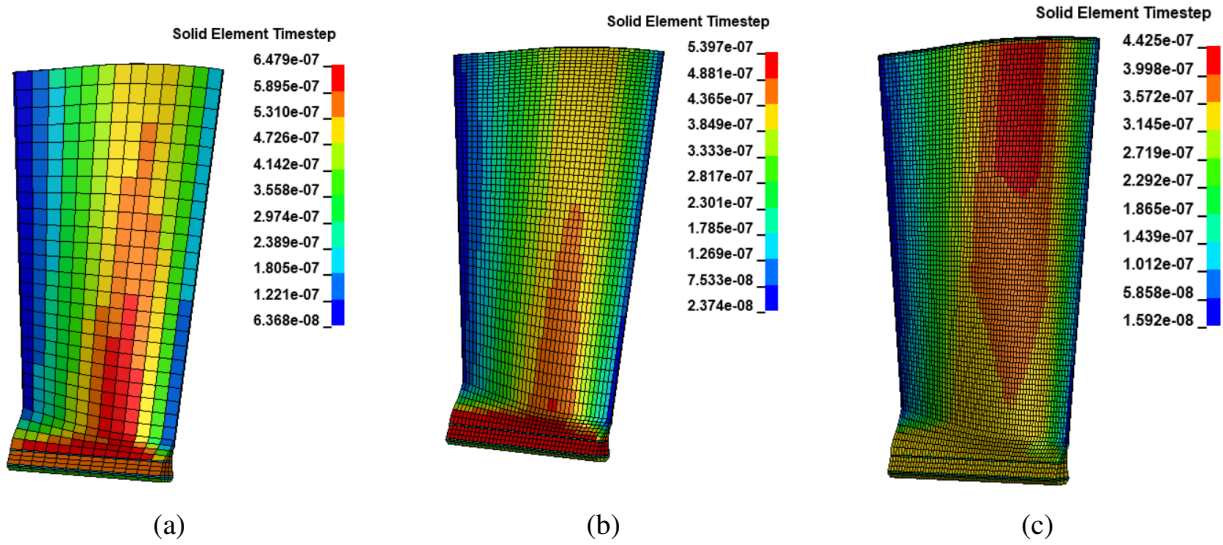 Solid Element Timestep
6.479e-07
5.895e-07
5.310e-07
4.726e-07
4.142e-07
3.558e-07
2.974e-07
2.389e-07
1.805e-07
1.221e-07
6.368e-08
(a)
Solid Element Timestep
5.397e-07
4.881e-07
4.365e-07
3.849e-07
3.333e-07
2.817e-07
2.301e-07
1.785e-07
1.269e-07
7.533e-08
2.374e-08
(b)
Solid Element Timestep
4.425e-07
3.998e-07
3.572e-07
3.145e-07
2.719e-07
2.292e-07
1.865e-07
1.439e-07
1.012e-07
5.858e-08
1.592e-08
(c)